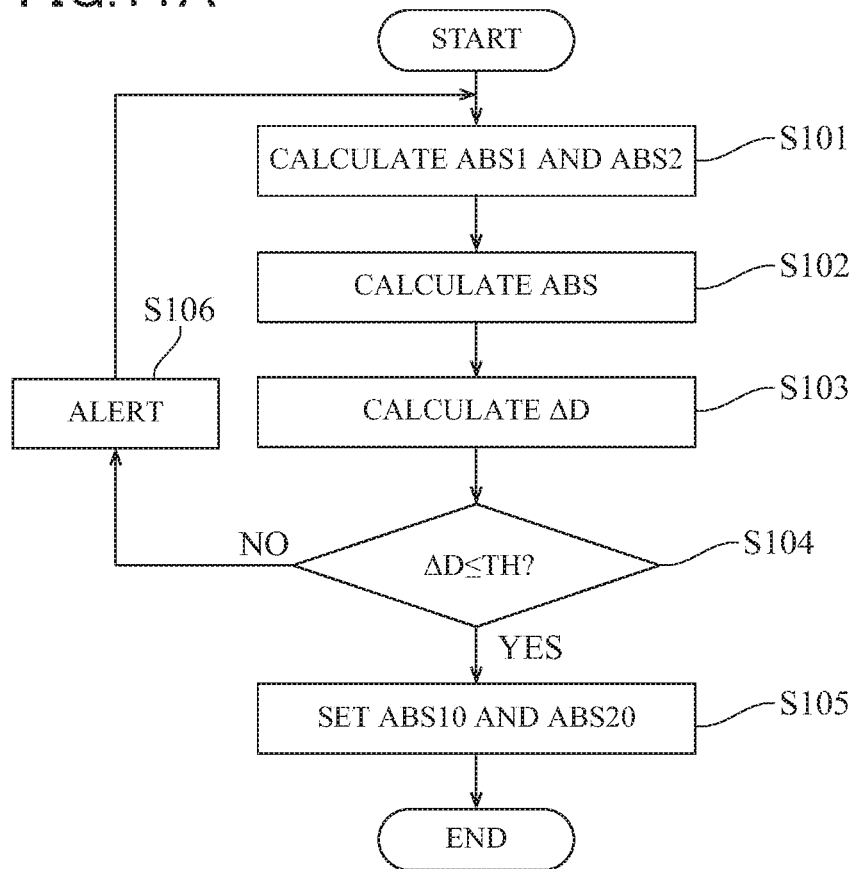 START
CALCULATE ABS1 AND ABS2
S101
CALCULATE ABS
S102
S106
ALERT
CALCULATE ΔD
S103
NO
ΔD≤TH?
S104
YES
SET ABS10 AND ABS20
S105
END